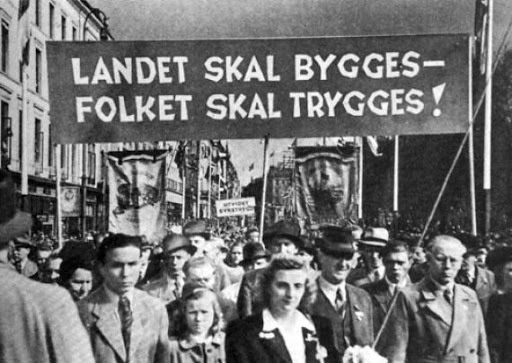 LANDET SKAL BYGGES–
FOLKET SKAL TRYGGES!